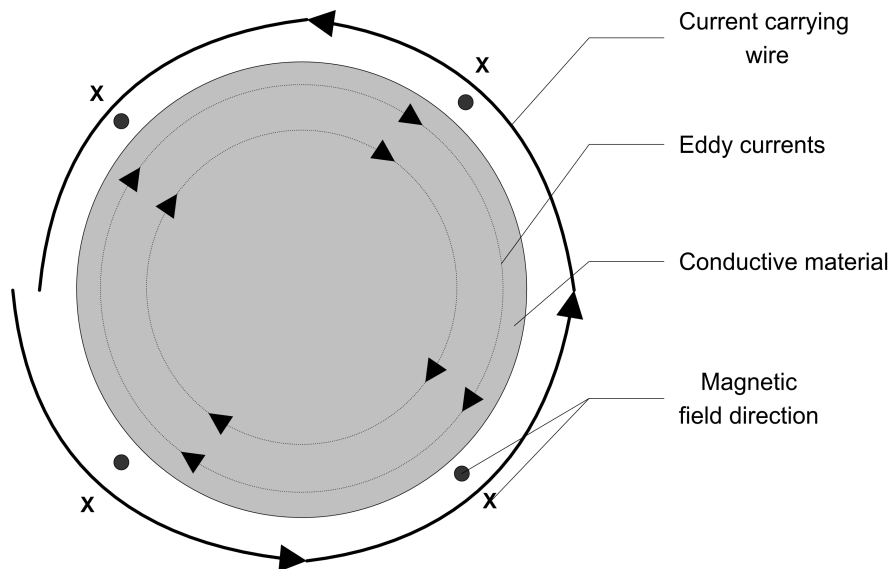 X
X
Current carrying
wire
Eddy currents
Conductive material
Magnetic
field direction
X
X